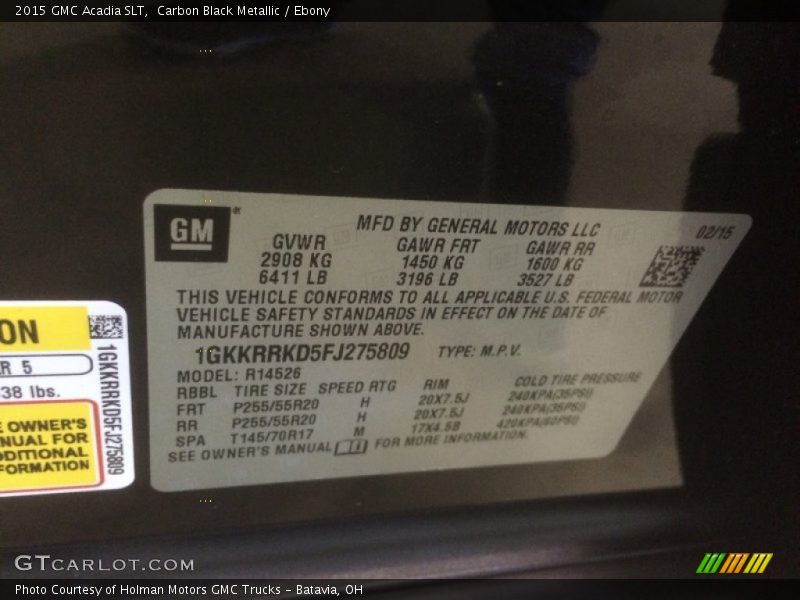 2015 GMC Acadia SLT, Carbon Black Metallic / Ebony
GM
MFD BY GENERAL MOTORS LLC
02/15
GVWR GAWR FRT GAWR RR
2908 KG 1450 KG 1600 KG
6411 LB 3196 LB 3527 LB
THIS VEHICLE CONFORMS TO ALL APPLICABLE U.S. FEDERAL MOTOR
VEHICLE SAFETY STANDARDS IN EFFECT ON THE DATE OF
MANUFACTURE SHOWN ABOVE.
1GKKRRKD5FJ275809 TYPE: M.P.V.
MODEL: R14526
RBBL TIRE SIZE SPEED RTG RIM COLD TIRE PRESSURE
FRT P255/55R20 H 20X7.5J 240KPA(35PSI)
RR P255/55R20 H 20X7.5J 240KPA(35PSI)
SPA T145/70R17 M 17X4.5B 420KPA(60PSI)
SEE OWNER'S MANUAL FOR MORE INFORMATION.
ON
R 5
38 lbs.
E OWNER'S
NUAL FOR
DDITIONAL
FORMATION
1GKKRRKD5FJ275809
GTCARLOT.COM
Photo Courtesy of Holman Motors GMC Trucks - Batavia, OH